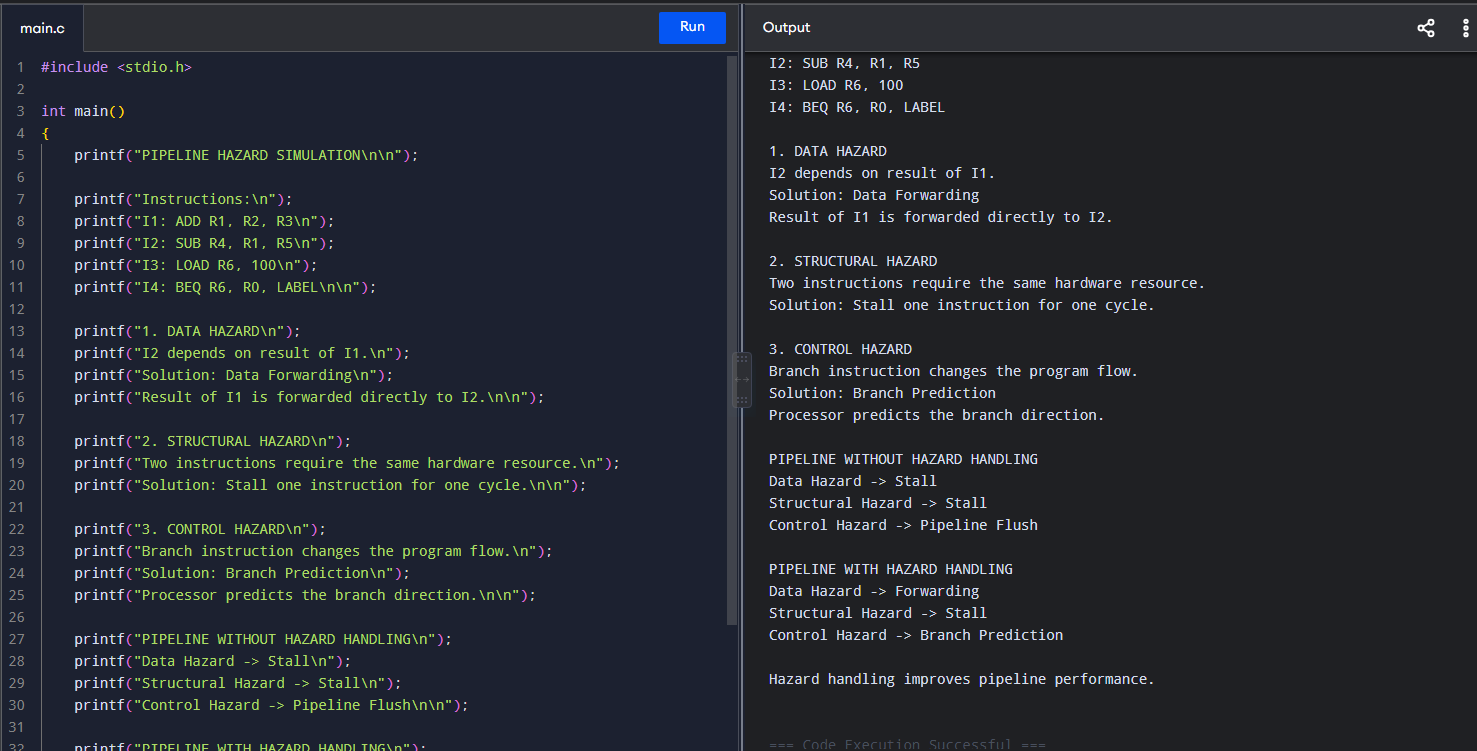 main.c
Run
1 #include <stdio.h>
2
3 int main()
4 {
5 printf("PIPELINE HAZARD SIMULATION\n\n");
6
7 printf("Instructions:\n");
8 printf("I1: ADD R1, R2, R3\n");
9 printf("I2: SUB R4, R1, R5\n");
10 printf("I3: LOAD R6, 100\n");
11 printf("I4: BEQ R6, R0, LABEL\n\n");
12
13 printf("1. DATA HAZARD\n");
14 printf("I2 depends on result of I1.\n");
15 printf("Solution: Data Forwarding\n");
16 printf("Result of I1 is forwarded directly to I2.\n\n");
17
18 printf("2. STRUCTURAL HAZARD\n");
19 printf("Two instructions require the same hardware resource.\n");
20 printf("Solution: Stall one instruction for one cycle.\n\n");
21
22 printf("3. CONTROL HAZARD\n");
23 printf("Branch instruction changes the program flow.\n");
24 printf("Solution: Branch Prediction\n");
25 printf("Processor predicts the branch direction.\n\n");
26
27 printf("PIPELINE WITHOUT HAZARD HANDLING\n");
28 printf("Data Hazard -> Stall\n");
29 printf("Structural Hazard -> Stall\n");
30 printf("Control Hazard -> Pipeline Flush\n\n");
31
32 printf("PIPELINE WITH HAZARD HANDLING\n");
Output
I2: SUB R4, R1, R5
I3: LOAD R6, 100
I4: BEQ R6, R0, LABEL
1. DATA HAZARD
I2 depends on result of I1.
Solution: Data Forwarding
Result of I1 is forwarded directly to I2.
2. STRUCTURAL HAZARD
Two instructions require the same hardware resource.
Solution: Stall one instruction for one cycle.
3. CONTROL HAZARD
Branch instruction changes the program flow.
Solution: Branch Prediction
Processor predicts the branch direction.
PIPELINE WITHOUT HAZARD HANDLING
Data Hazard -> Stall
Structural Hazard -> Stall
Control Hazard -> Pipeline Flush
PIPELINE WITH HAZARD HANDLING
Data Hazard -> Forwarding
Structural Hazard -> Stall
Control Hazard -> Branch Prediction
Hazard handling improves pipeline performance.
=== Code Execution Successful ===